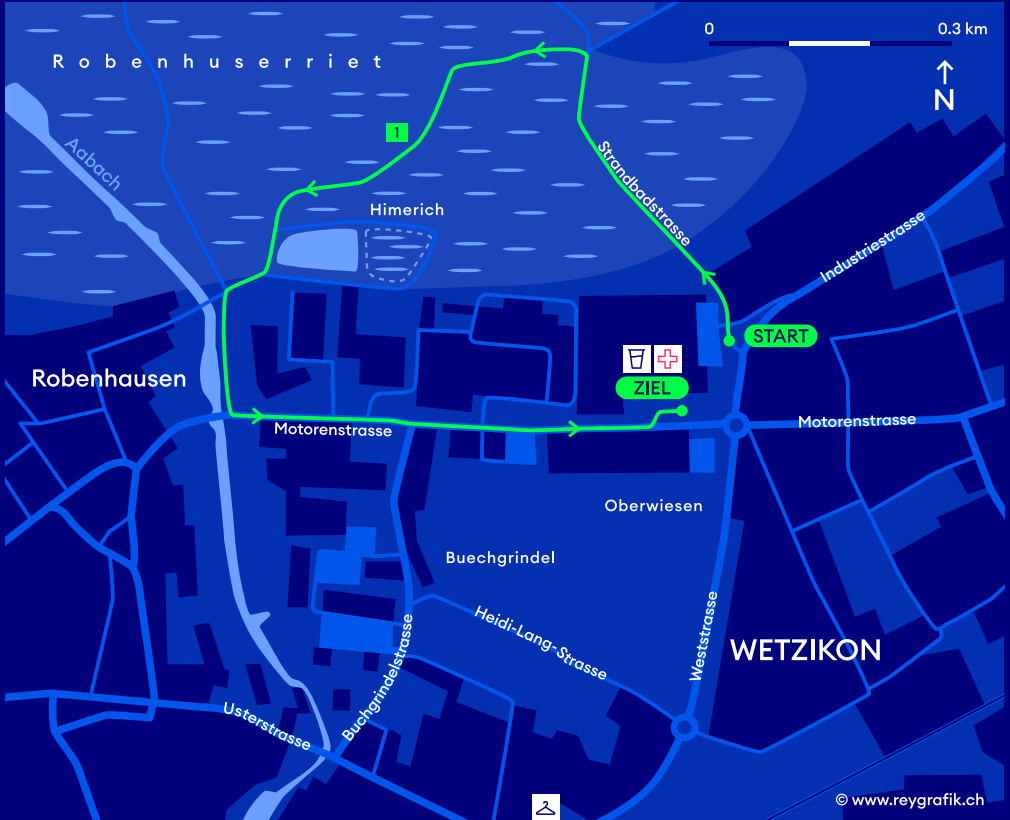 0 0.3 km
Robenhuserriet
N
1
Aabach
Strandbadstrasse
Himerich
Industriestrasse
START
Robenhausen
ZIEL
Motorenstrasse
Motorenstrasse
Oberwiesen
Buechgrindel
Heidi-Lang-Strasse
Weststrasse
WETZIKON
Buchgrindelstrasse
Usterstrasse
© www.reygrafik.ch